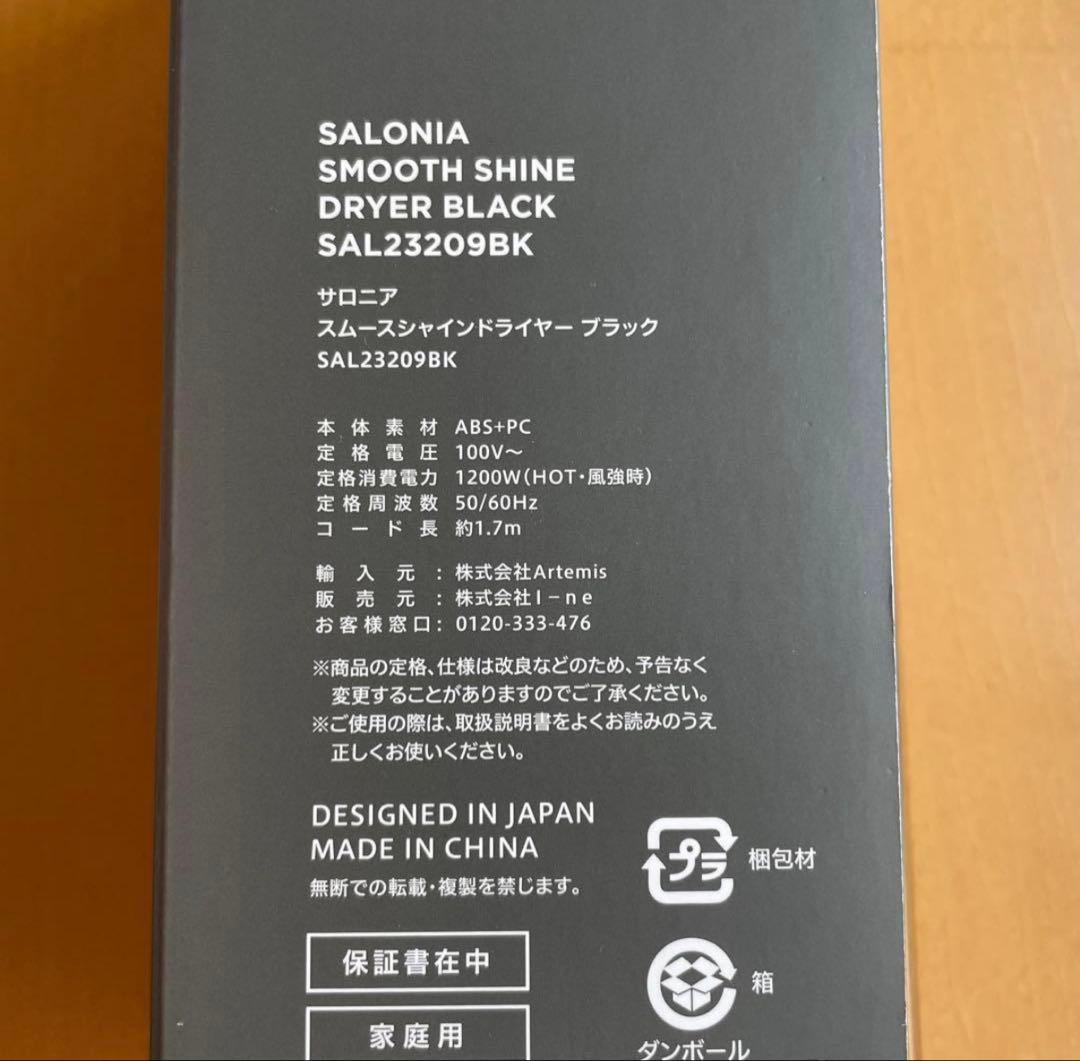 SALONIA
SMOOTH SHINE
DRYER BLACK
SAL23209BK
サロニア
スムースシャインドライヤー ブラック
SAL23209BK
本体素材 ABS+PC
定格電圧 100V〜
定格消費電力 1200W(HOT・風強時)
定格周波数 50/60Hz
コード長 約1.7m
輸入元:株式会社Artemis
販売元:株式会社I-ne
お客様窓口:0120-333-476
※商品の定格、仕様は改良などのため、予告なく
変更することがありますのでご了承ください。
※ご使用の際は、取扱説明書をよくお読みのうえ
正しくお使いください。
DESIGNED IN JAPAN
MADE IN CHINA
無断での転載・複製を禁じます。
プラ 梱包材
保証書在中
箱
家庭用
ダンボール